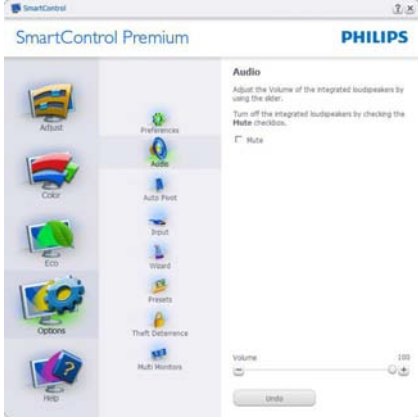 SmartControl
SmartControl Premium
PHILIPS
Adjust
Color
Eco
Options
Help
Preferences
Audio
Auto Pivot
Input
Wizard
Presets
Theft Deterrence
Multi Monitors
Audio
Adjust the Volume of the integrated loudspeakers by
using the slider.
Turn off the integrated loudspeakers by checking the
Mute checkbox.
Mute
Volume 100
Undo